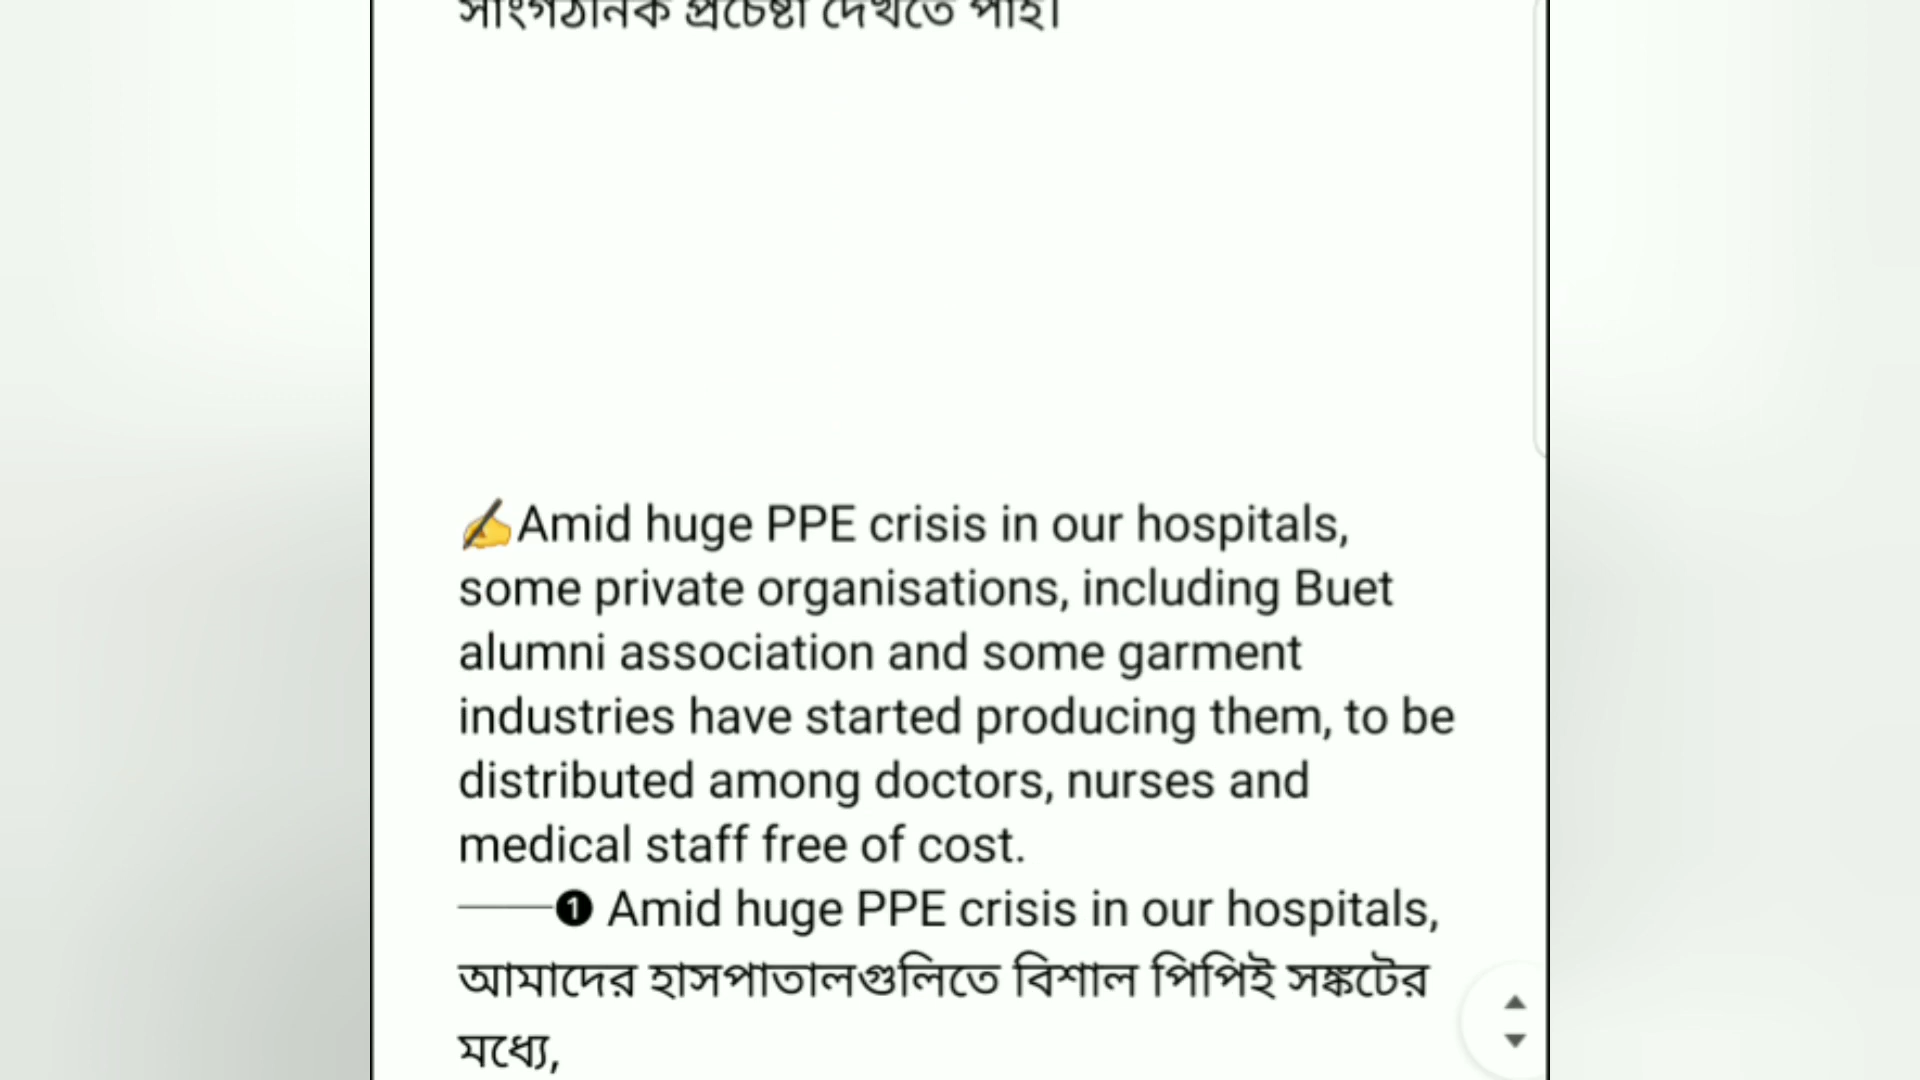 সাংগঠনিক প্রচেষ্টা দেখতে পাই।
✍Amid huge PPE crisis in our hospitals,
some private organisations, including Buet
alumni association and some garment
industries have started producing them, to be
distributed among doctors, nurses and
medical staff free of cost.
——❶ Amid huge PPE crisis in our hospitals,
আমাদের হাসপাতালগুলিতে বিশাল পিপিই সঙ্কটের
মধ্যে,